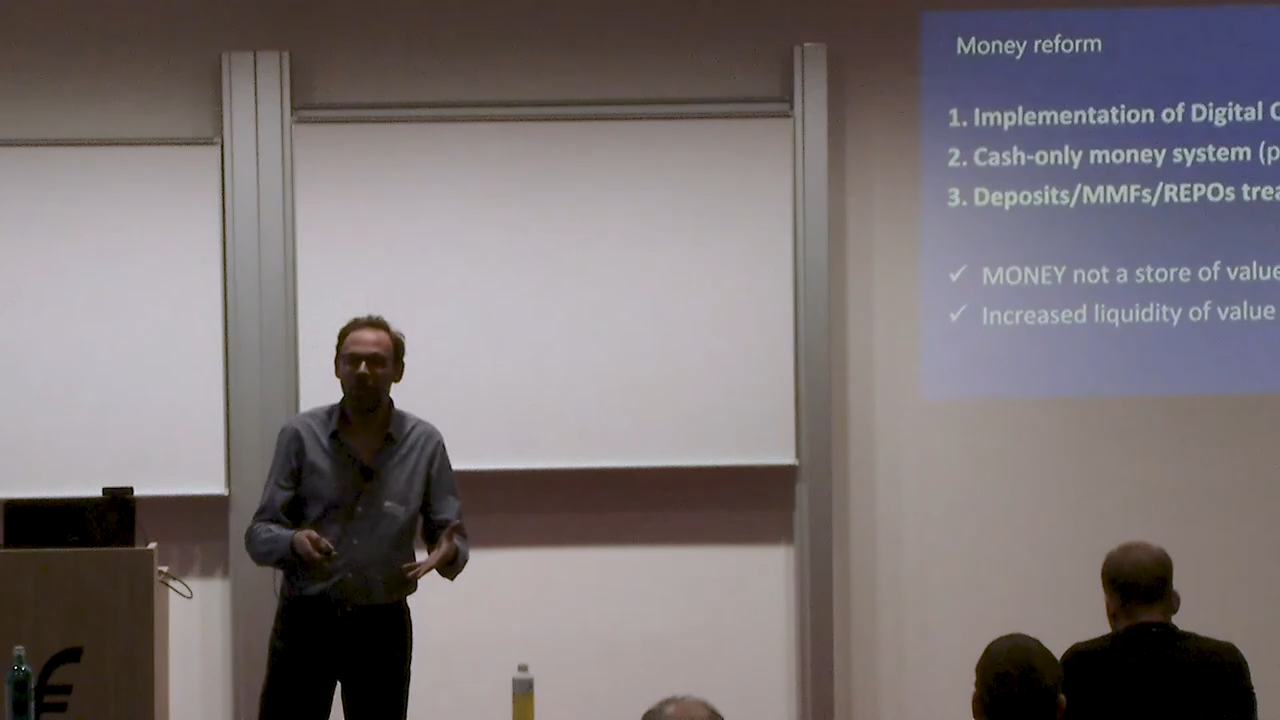 Money reform
1. Implementation of Digital
2. Cash-only money system
3. Deposits/MMFs/REPOs
✓ MONEY not a store of value
✓ Increased liquidity of value